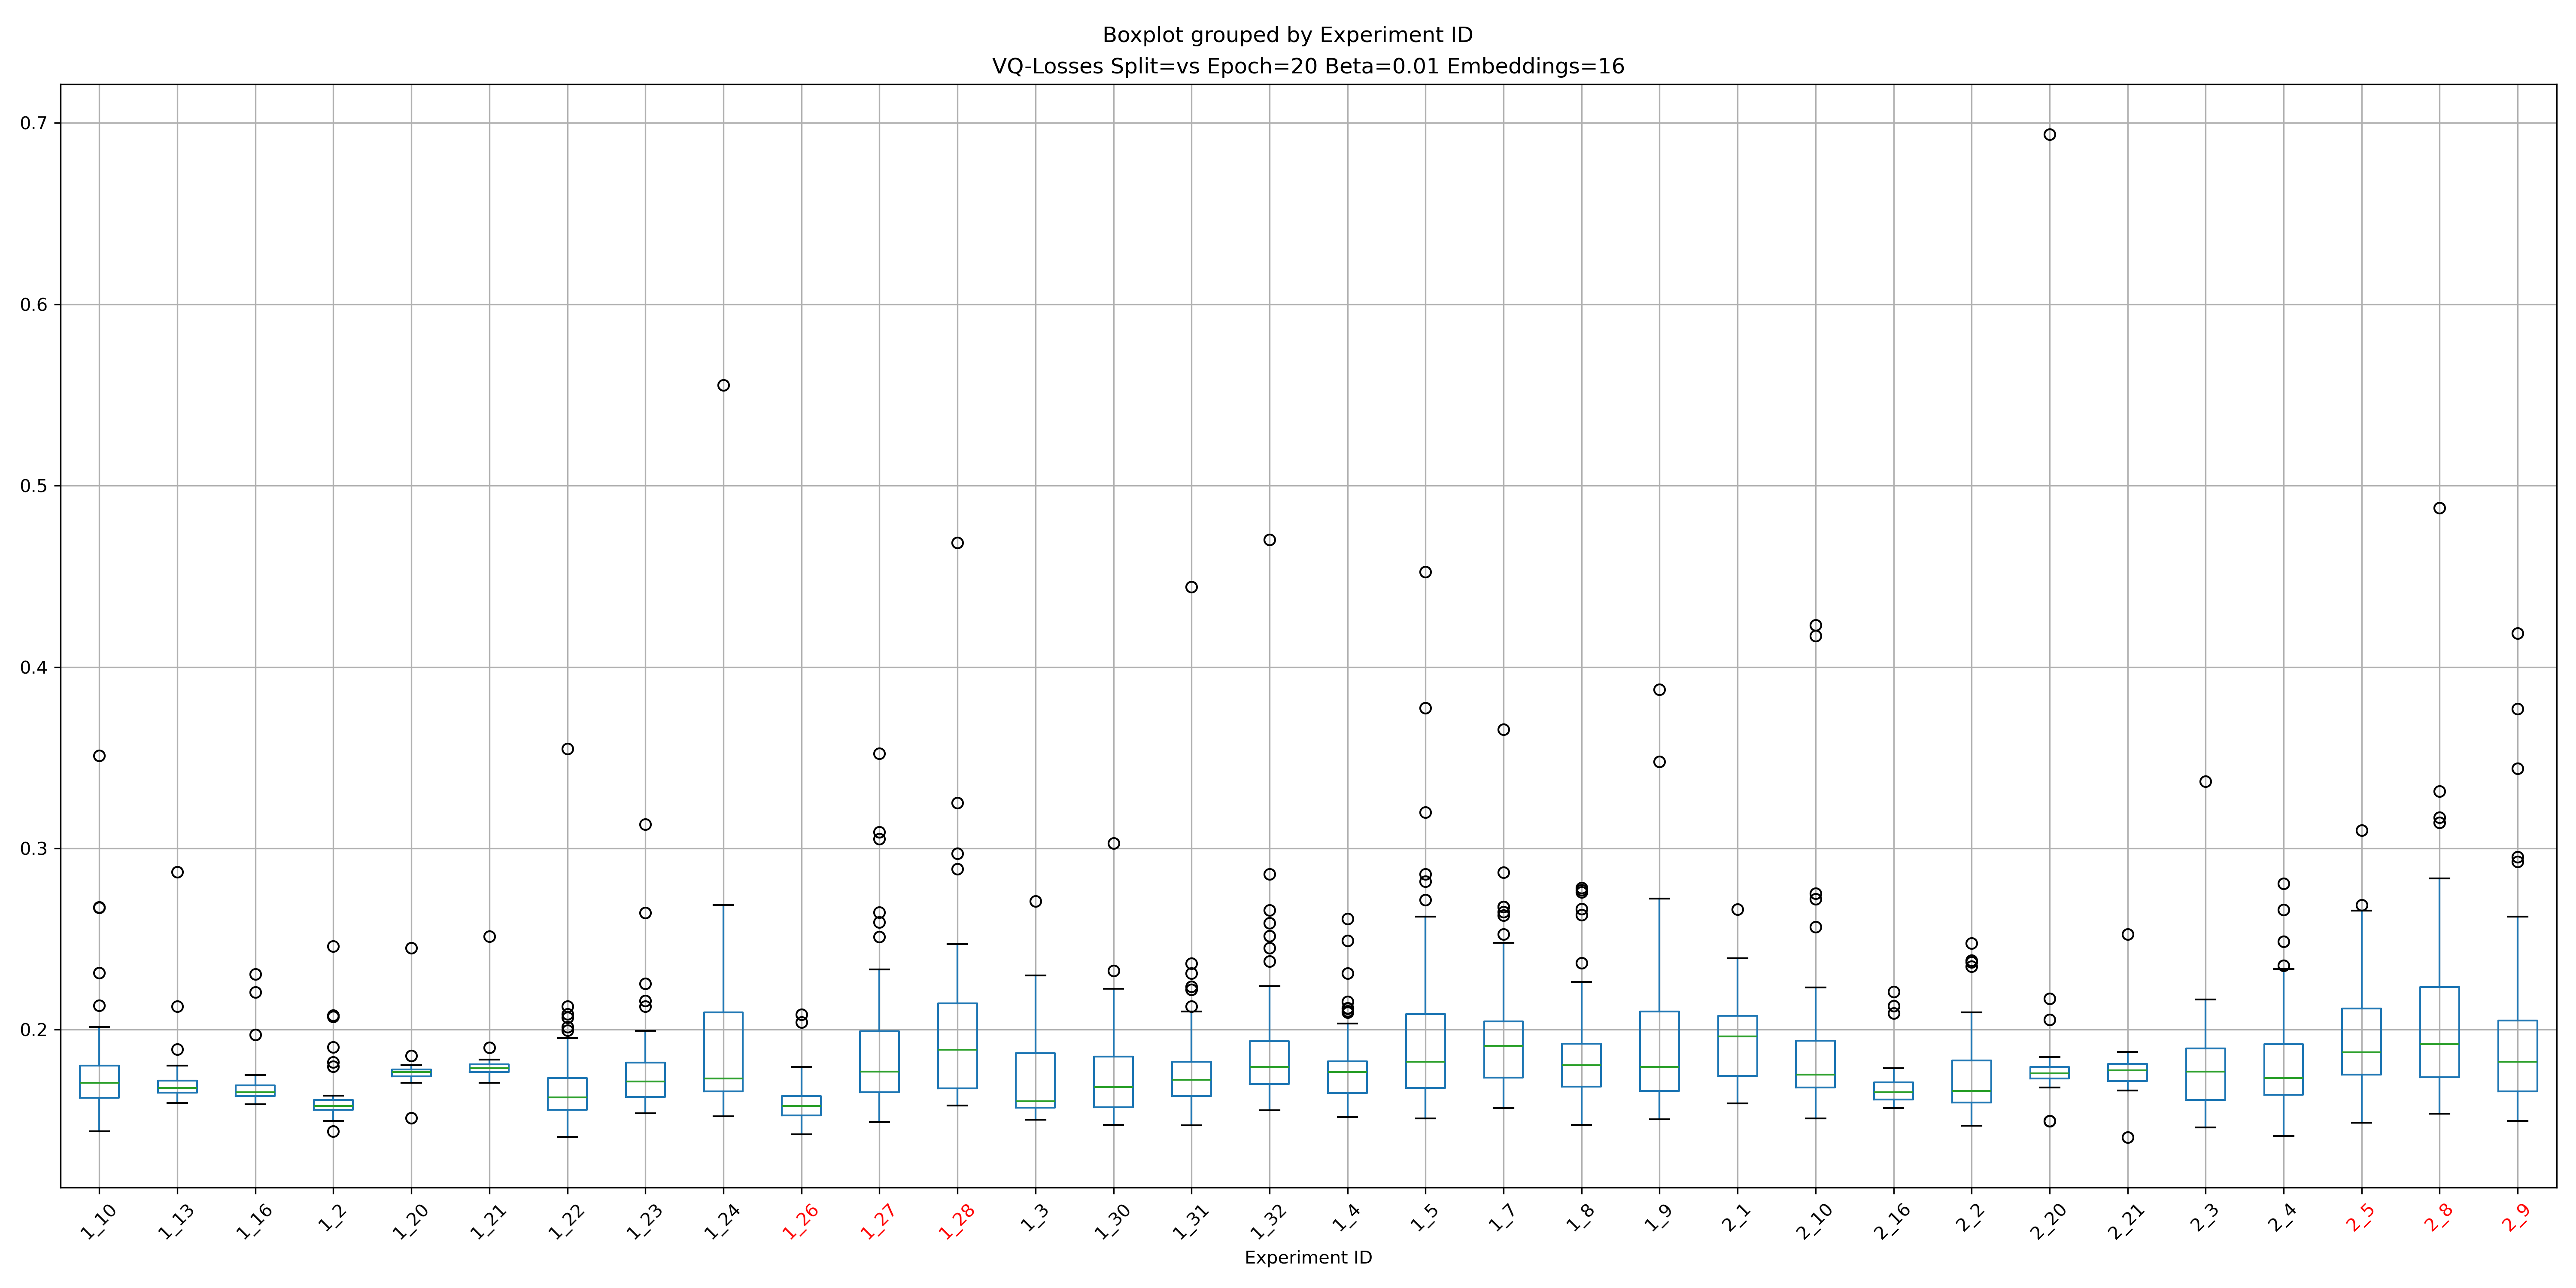 Boxplot grouped by Experiment ID
VQ-Losses Split=vs Epoch=20 Beta=0.01 Embeddings=16
0.7
0.6
0.5
0.4
0.3
0.2
1_10 1_13 1_16 1_2 1_20 1_21 1_22 1_23 1_24 1_26 1_27 1_28 1_3 1_30 1_31 1_32 1_4 1_5 1_7 1_8 1_9 2_1 2_10 2_16 2_2 2_20 2_21 2_3 2_4 2_5 2_8 2_9
Experiment ID